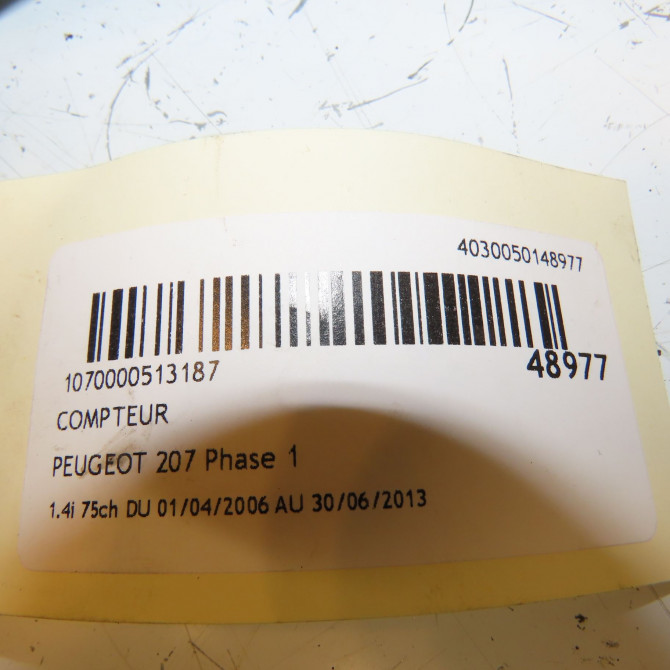 4030050148977
1070000513187
48977
COMPTEUR
PEUGEOT 207 Phase 1
1.4i 75ch DU 01/04/2006 AU 30/06/2013